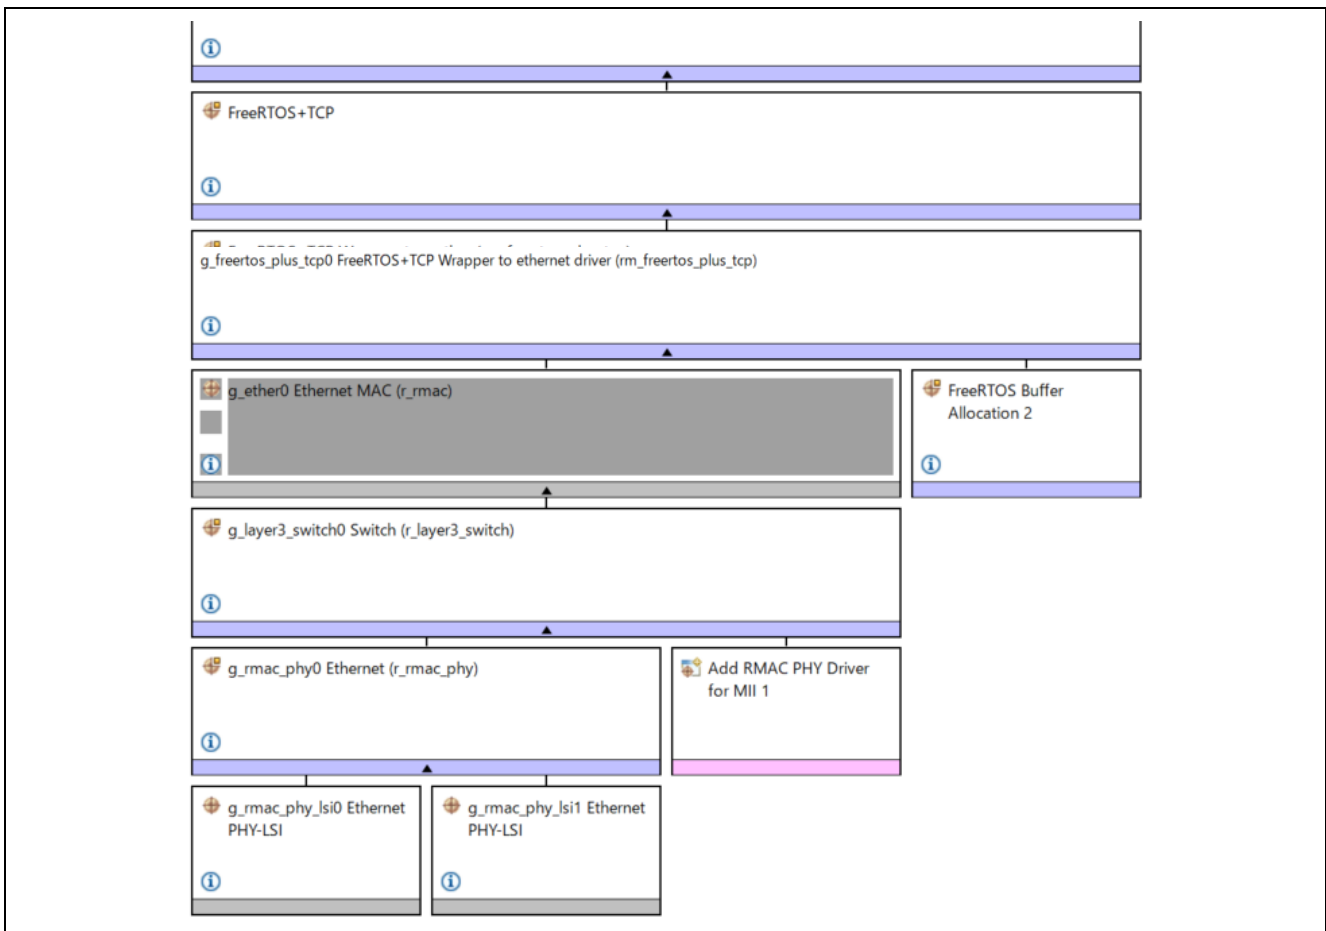 FreeRTOS+TCP
g_freertos_plus_tcp0 FreeRTOS+TCP Wrapper to ethernet driver (rm_freertos_plus_tcp)
g_ether0 Ethernet MAC (r_rmac)
FreeRTOS Buffer
Allocation 2
g_layer3_switch0 Switch (r_layer3_switch)
g_rmac_phy0 Ethernet (r_rmac_phy)
Add RMAC PHY Driver
for MII 1
g_rmac_phy_lsi0 Ethernet
PHY-LSI
g_rmac_phy_lsi1 Ethernet
PHY-LSI